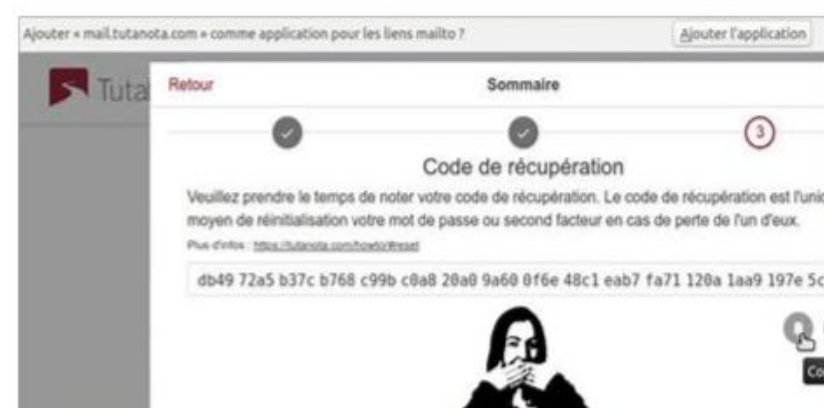 Ajouter « mail.tutanota.com » comme application pour les liens mailto ?
Ajouter l'application
Tuta
Retour
Sommaire
3
Code de récupération
Veuillez prendre le temps de noter votre code de récupération. Le code de récupération est l'unic
moyen de réinitialisation votre mot de passe ou second facteur en cas de perte de l'un d'eux.
Plus d'infos : https://tutanota.com/howto/#reset
db49 72a5 b37c b768 c99b c0a8 20a0 9a60 0f6e 48c1 eab7 fa71 120a 1aa9 197e 5c
Co